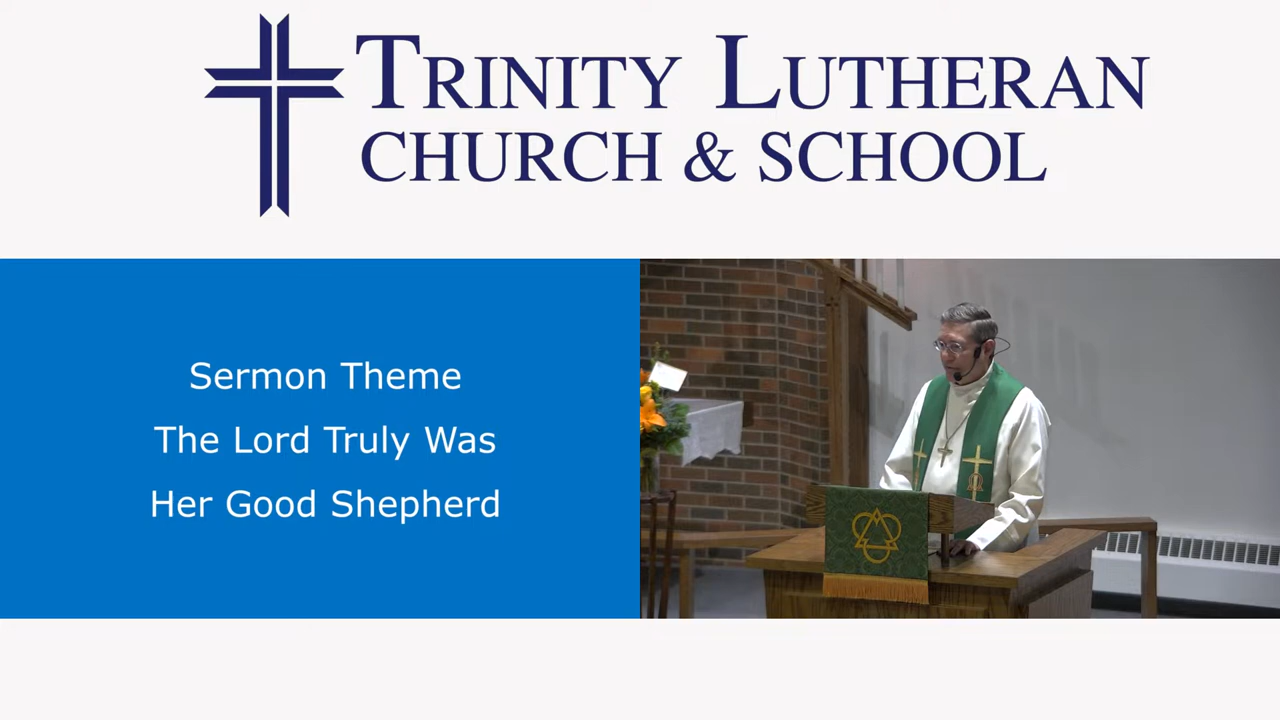 TRINITY LUTHERAN
CHURCH & SCHOOL
Sermon Theme
The Lord Truly Was
Her Good Shepherd